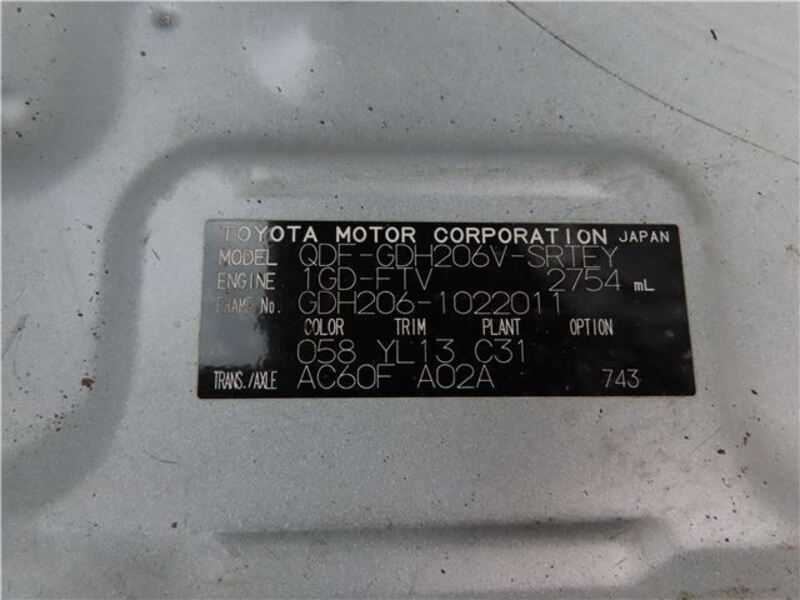 TOYOTA MOTOR CORPORATION JAPAN
MODEL QDF-GDH206V-SRTEY
ENGINE 1GD-FTV 2754 mL
FRAME No. GDH206-1022011
COLOR TRIM PLANT OPTION
058 YL13 C31
TRANS./AXLE AC60F A02A 743